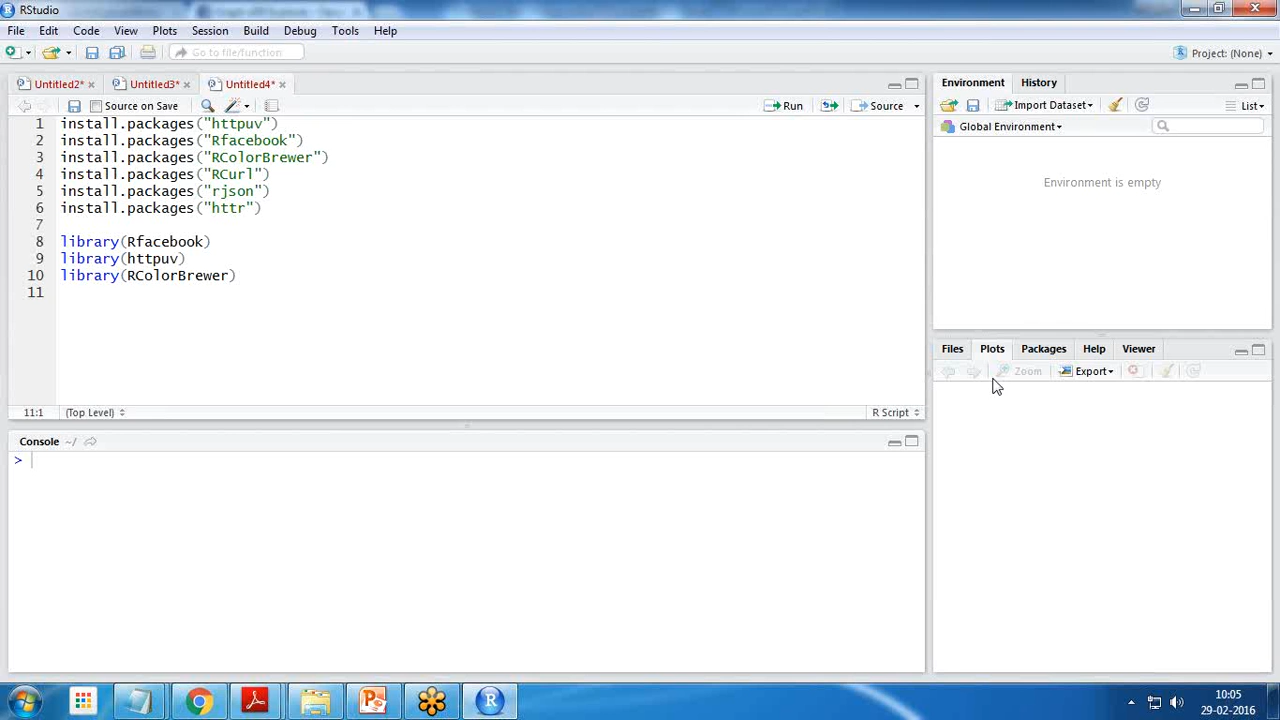 RStudio
File Edit Code View Plots Session Build Debug Tools Help
Go to file/function
Project: (None)
Untitled2* Untitled3* Untitled4*
Source on Save Run Source
1 install.packages("httpuv")
2 install.packages("Rfacebook")
3 install.packages("RColorBrewer")
4 install.packages("RCurl")
5 install.packages("rjson")
6 install.packages("httr")
7
8 library(Rfacebook)
9 library(httpuv)
10 library(RColorBrewer)
11
11:1 (Top Level) R Script
Console ~/
>
Environment History
Import Dataset List
Global Environment
Environment is empty
Files Plots Packages Help Viewer
Zoom Export
10:05
29-02-2016